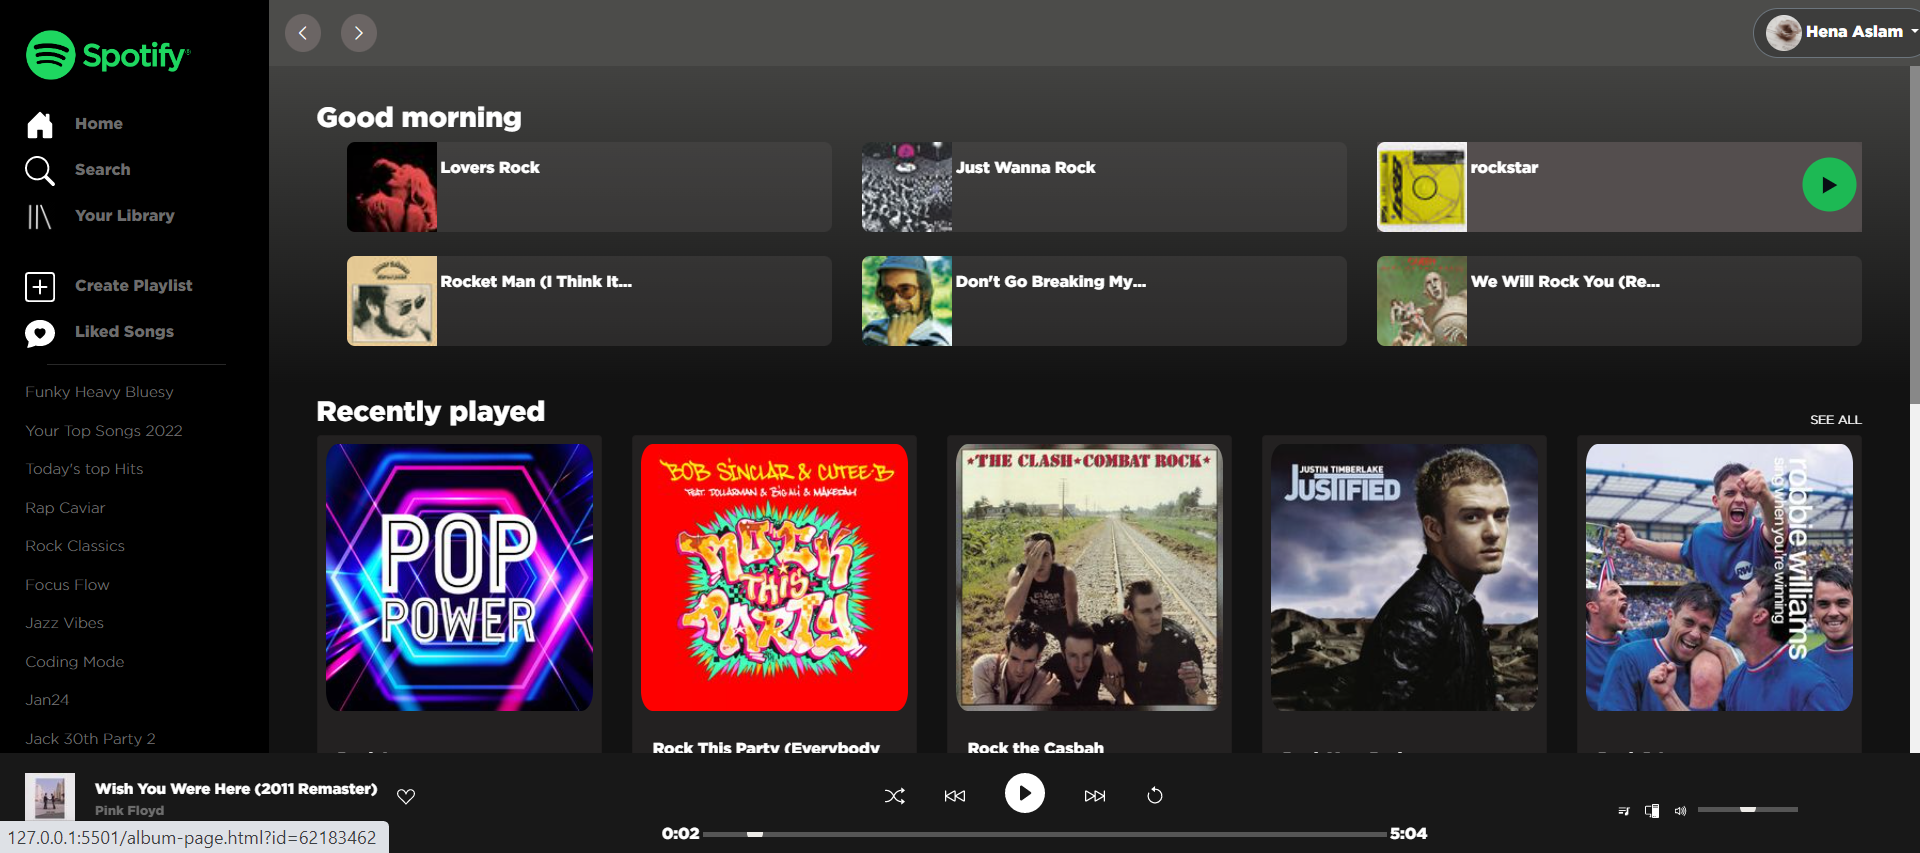 Spotify
Home
Search
Your Library
Create Playlist
Liked Songs
Funky Heavy Bluesy
Your Top Songs 2022
Today's top Hits
Rap Caviar
Rock Classics
Focus Flow
Jazz Vibes
Coding Mode
Jan24
Jack 30th Party 2
Hena Aslam
Good morning
Lovers Rock
Just Wanna Rock
rockstar
Rocket Man (I Think It...
Don't Go Breaking My...
We Will Rock You (Re...
Recently played
SEE ALL
POP
POWER
BOB SINCLAR & CUTEE B
FEAT. DOLLARMAN & BIG ALI & MAKEDAH
ROCK
THIS
PARTY
THE CLASH COMBAT ROCK
JUSTIN TIMBERLAKE
JUSTIFIED
robbie williams
sing when you're winning
RW
Rock This Party (Everybody
Rock the Casbah
Wish You Were Here (2011 Remaster)
Pink Floyd
0:02
5:04
127.0.0.1:5501/album-page.html?id=62183462